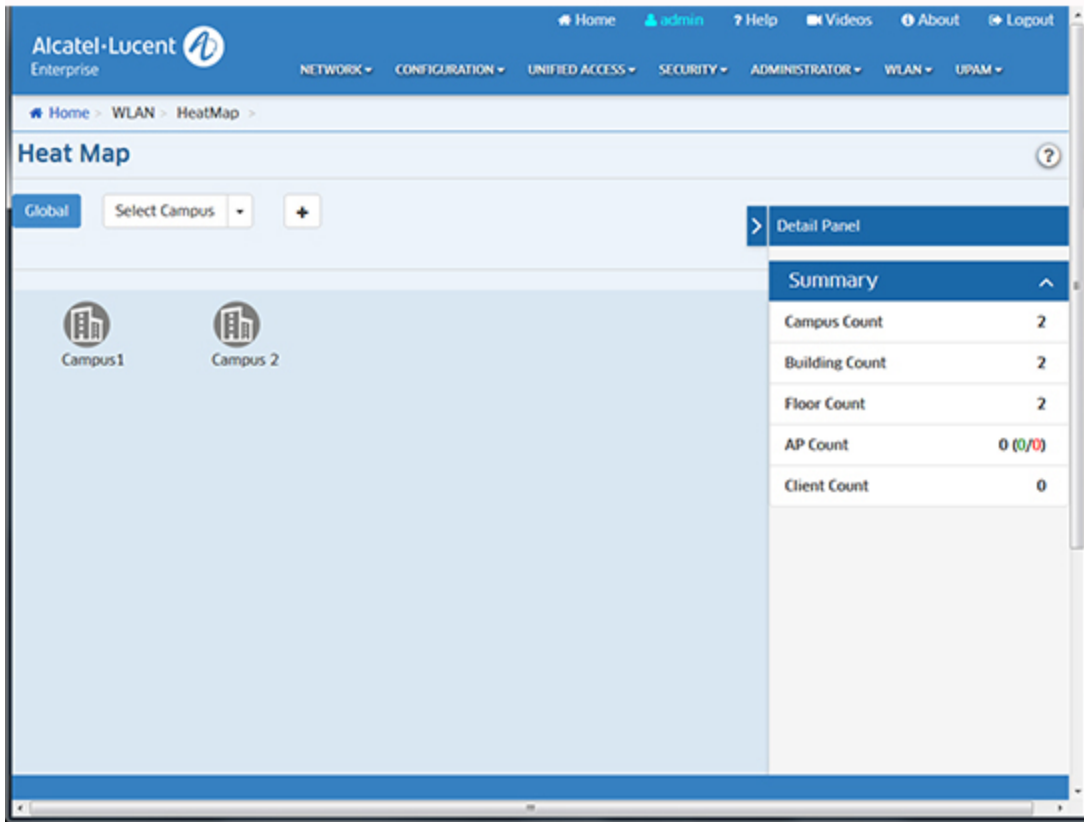 Home admin ? Help Videos About Logout
Alcatel·Lucent
Enterprise
NETWORK CONFIGURATION UNIFIED ACCESS SECURITY ADMINISTRATOR WLAN UPAM
Home > WLAN > HeatMap >
Heat Map
?
Global Select Campus +
Detail Panel
Summary
Campus1 Campus 2
Campus Count 2
Building Count 2
Floor Count 2
AP Count 0 (0/0)
Client Count 0